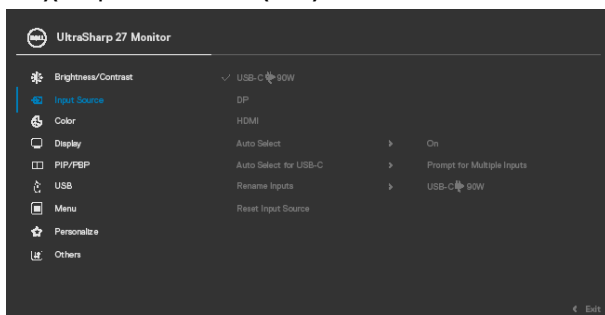 DELL UltraSharp 27 Monitor
Brightness/Contrast USB-C 90W
Input Source DP
Color HDMI
Display Auto Select On
PIP/PBP Auto Select for USB-C Prompt for Multiple Inputs
USB Rename Inputs USB-C 90W
Menu Reset Input Source
Personalize
Others
Exit